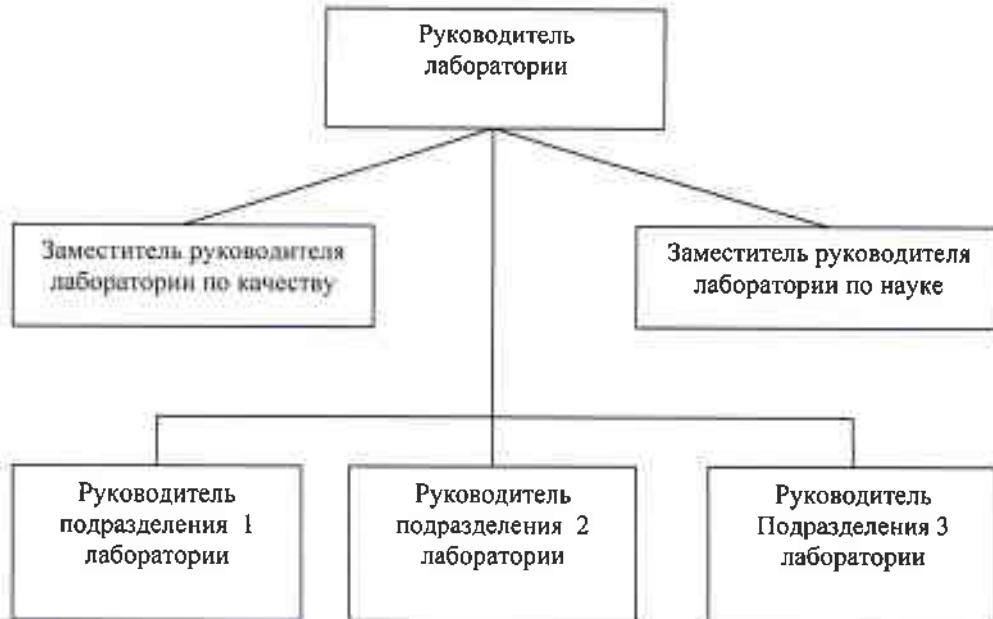 Руководитель
лаборатории
Заместитель руководителя
лаборатории по качеству
Заместитель руководителя
лаборатории по науке
Руководитель
подразделения 1
лаборатории
Руководитель
подразделения 2
лаборатории
Руководитель
Подразделения 3
лаборатории